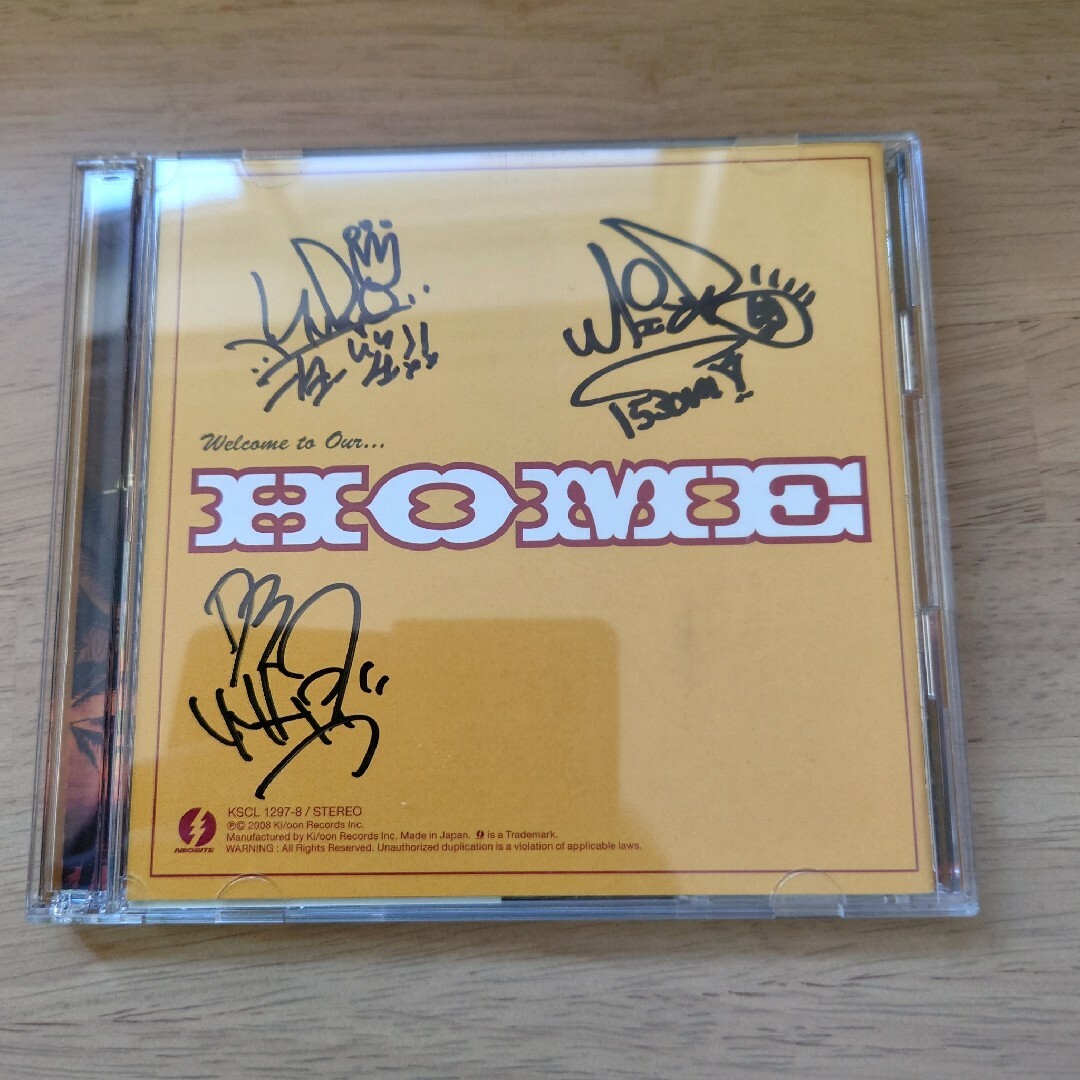 Welcome to Our...
HOME
NEOSITE
KSCL 1297-8 / STEREO
℗© 2008 Ki/oon Records Inc.
Manufactured by Ki/oon Records Inc. Made in Japan. is a Trademark.
WARNING : All Rights Reserved. Unauthorized duplication is a violation of applicable laws.